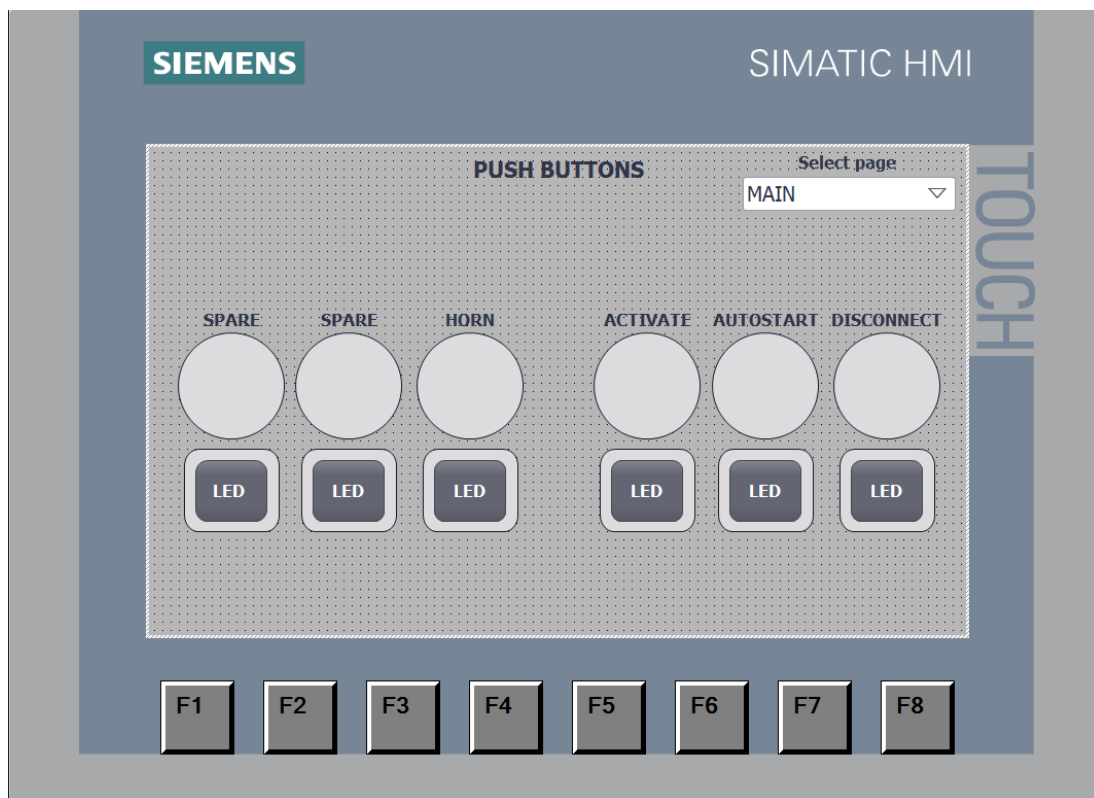 SIEMENS
SIMATIC HMI
TOUCH
PUSH BUTTONS
Select page
MAIN
SPARE SPARE HORN ACTIVATE AUTOSTART DISCONNECT
LED LED LED LED LED LED
F1 F2 F3 F4 F5 F6 F7 F8